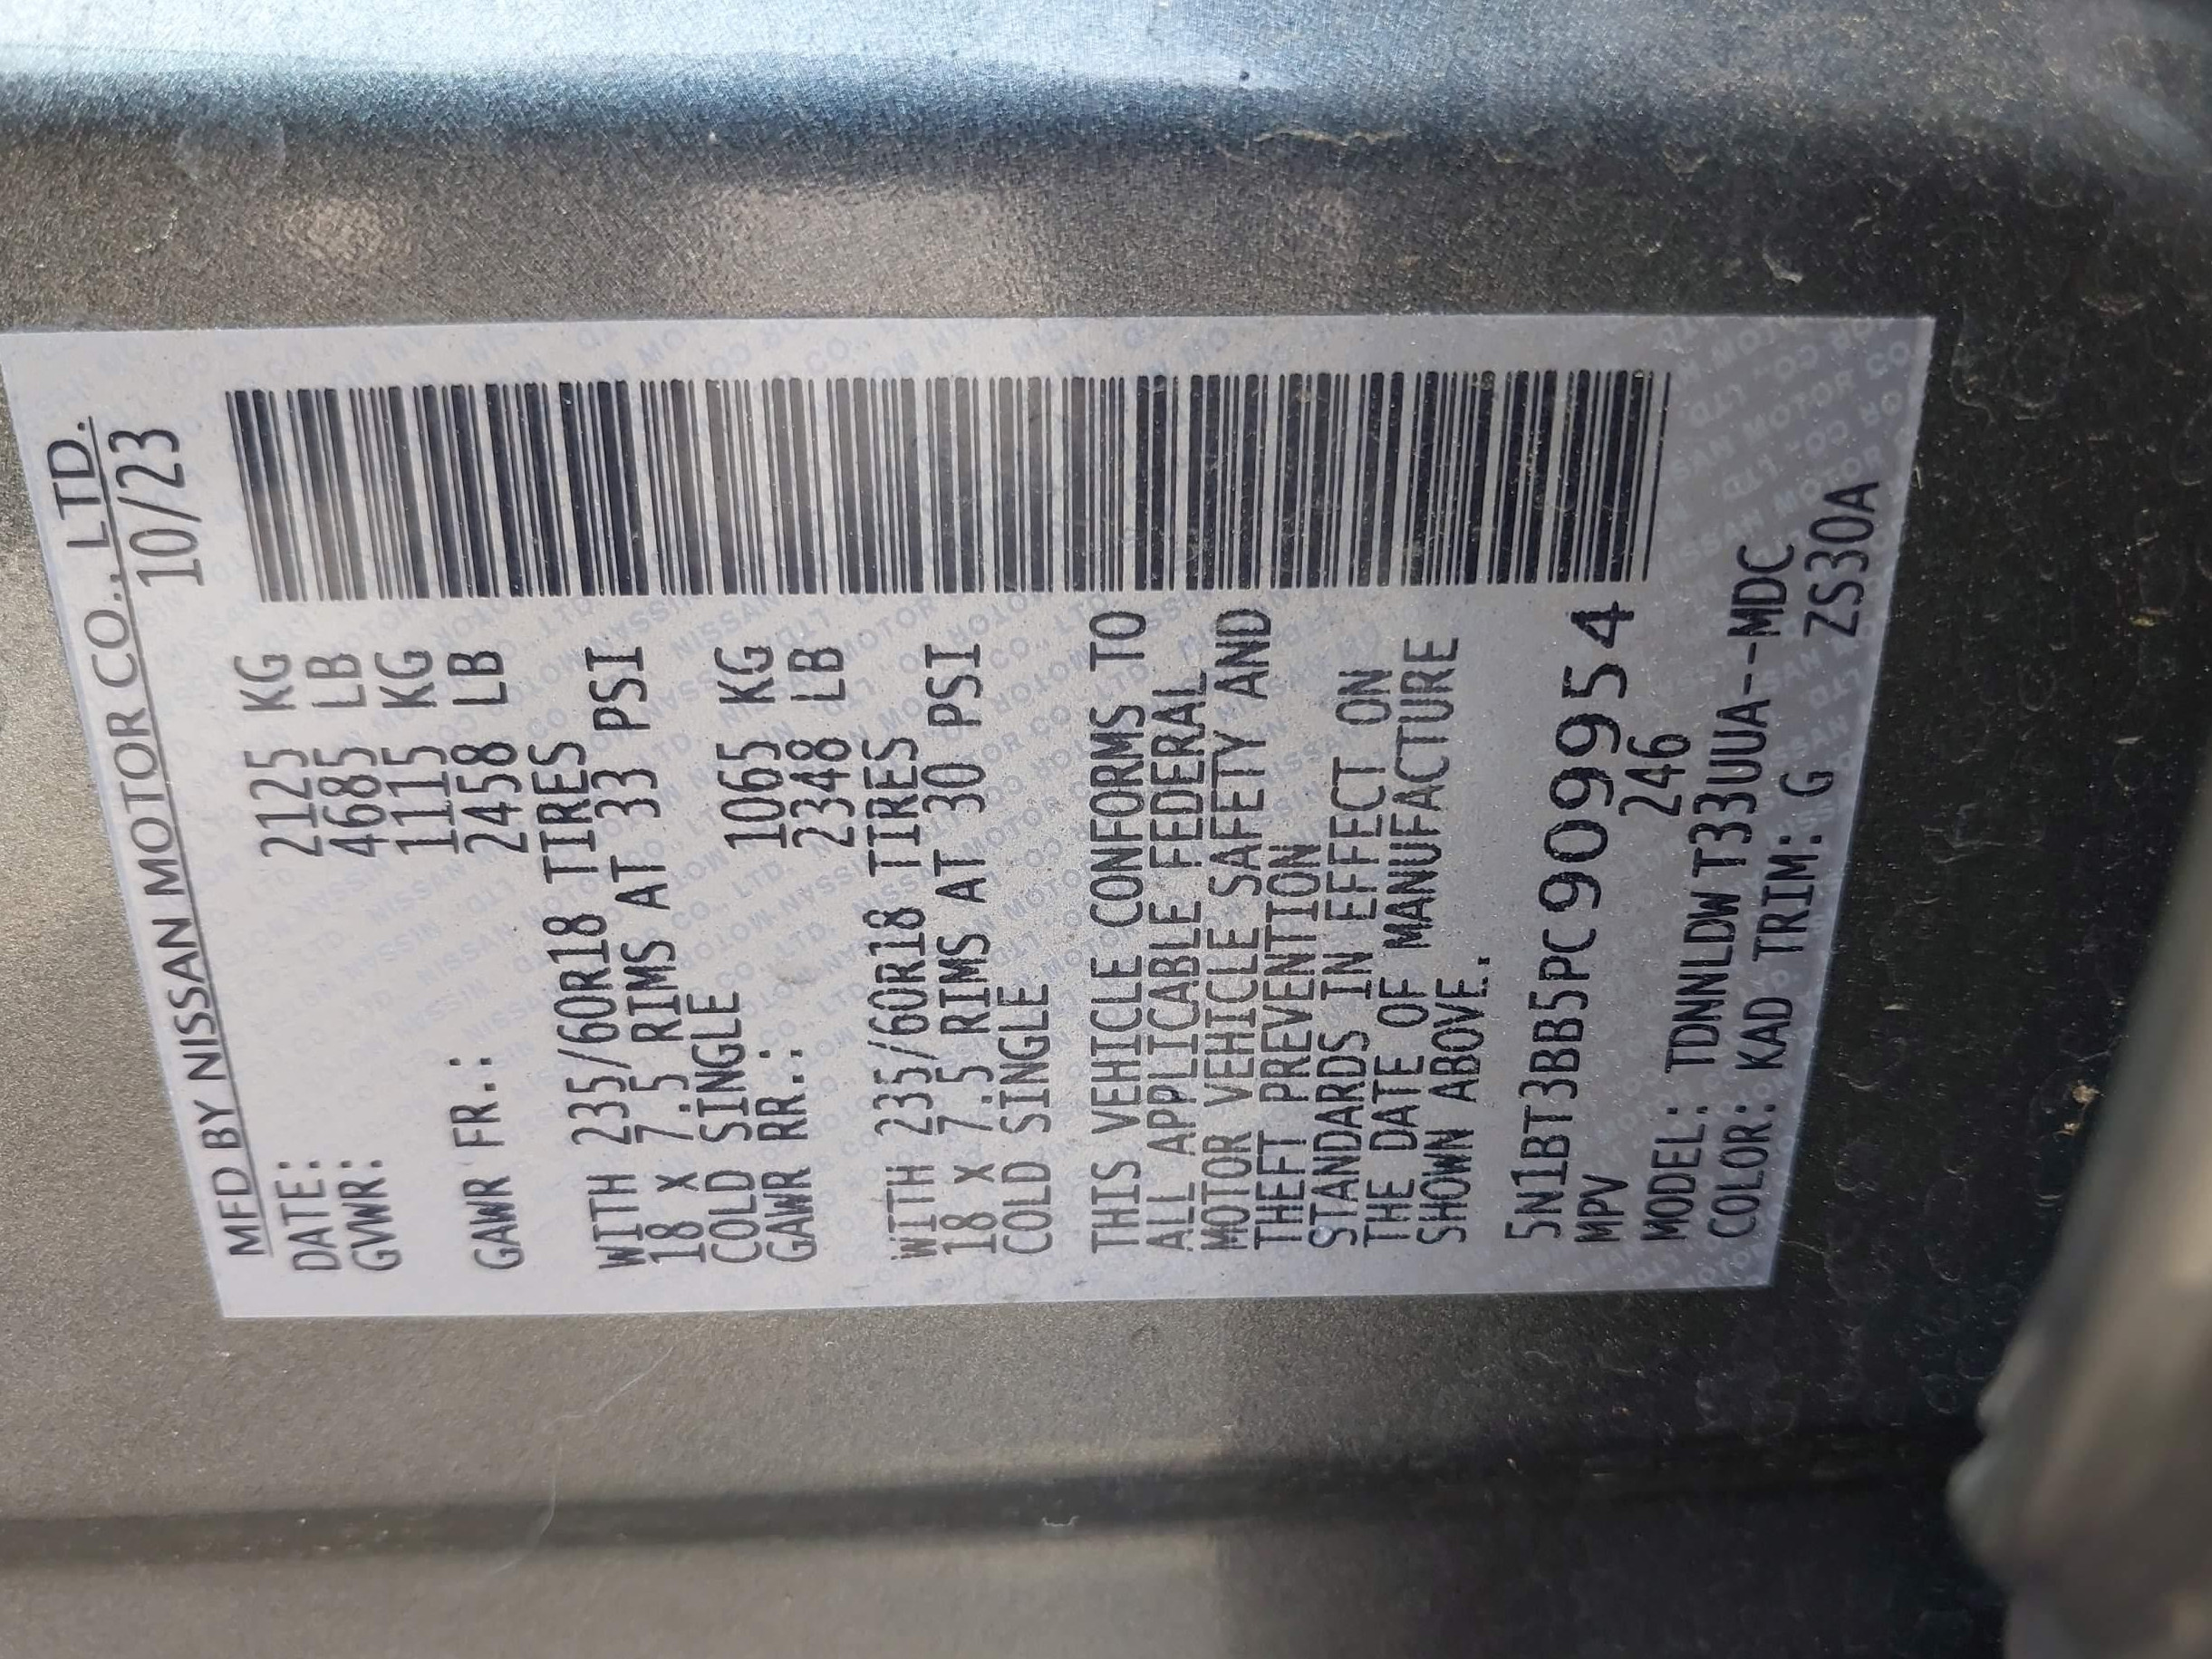 MFD BY NISSAN MOTOR CO., LTD.
DATE: 10/23
GVWR: 2125 KG
4685 LB
GAWR FR.: 1115 KG
2458 LB
WITH 235/60R18 TIRES
18 x 7.5 RIMS AT 33 PSI
COLD SINGLE
GAWR RR.: 1065 KG
2348 LB
WITH 235/60R18 TIRES
18 x 7.5 RIMS AT 30 PSI
COLD SINGLE
THIS VEHICLE CONFORMS TO
ALL APPLICABLE FEDERAL
MOTOR VEHICLE SAFETY AND
THEFT PREVENTION
STANDARDS IN EFFECT ON
THE DATE OF MANUFACTURE
SHOWN ABOVE.
5N1BT3BB5PC909954
MPV 246
MODEL: TDNNLDW T33UUA--MDC
COLOR: KAD TRIM: G ZS30A